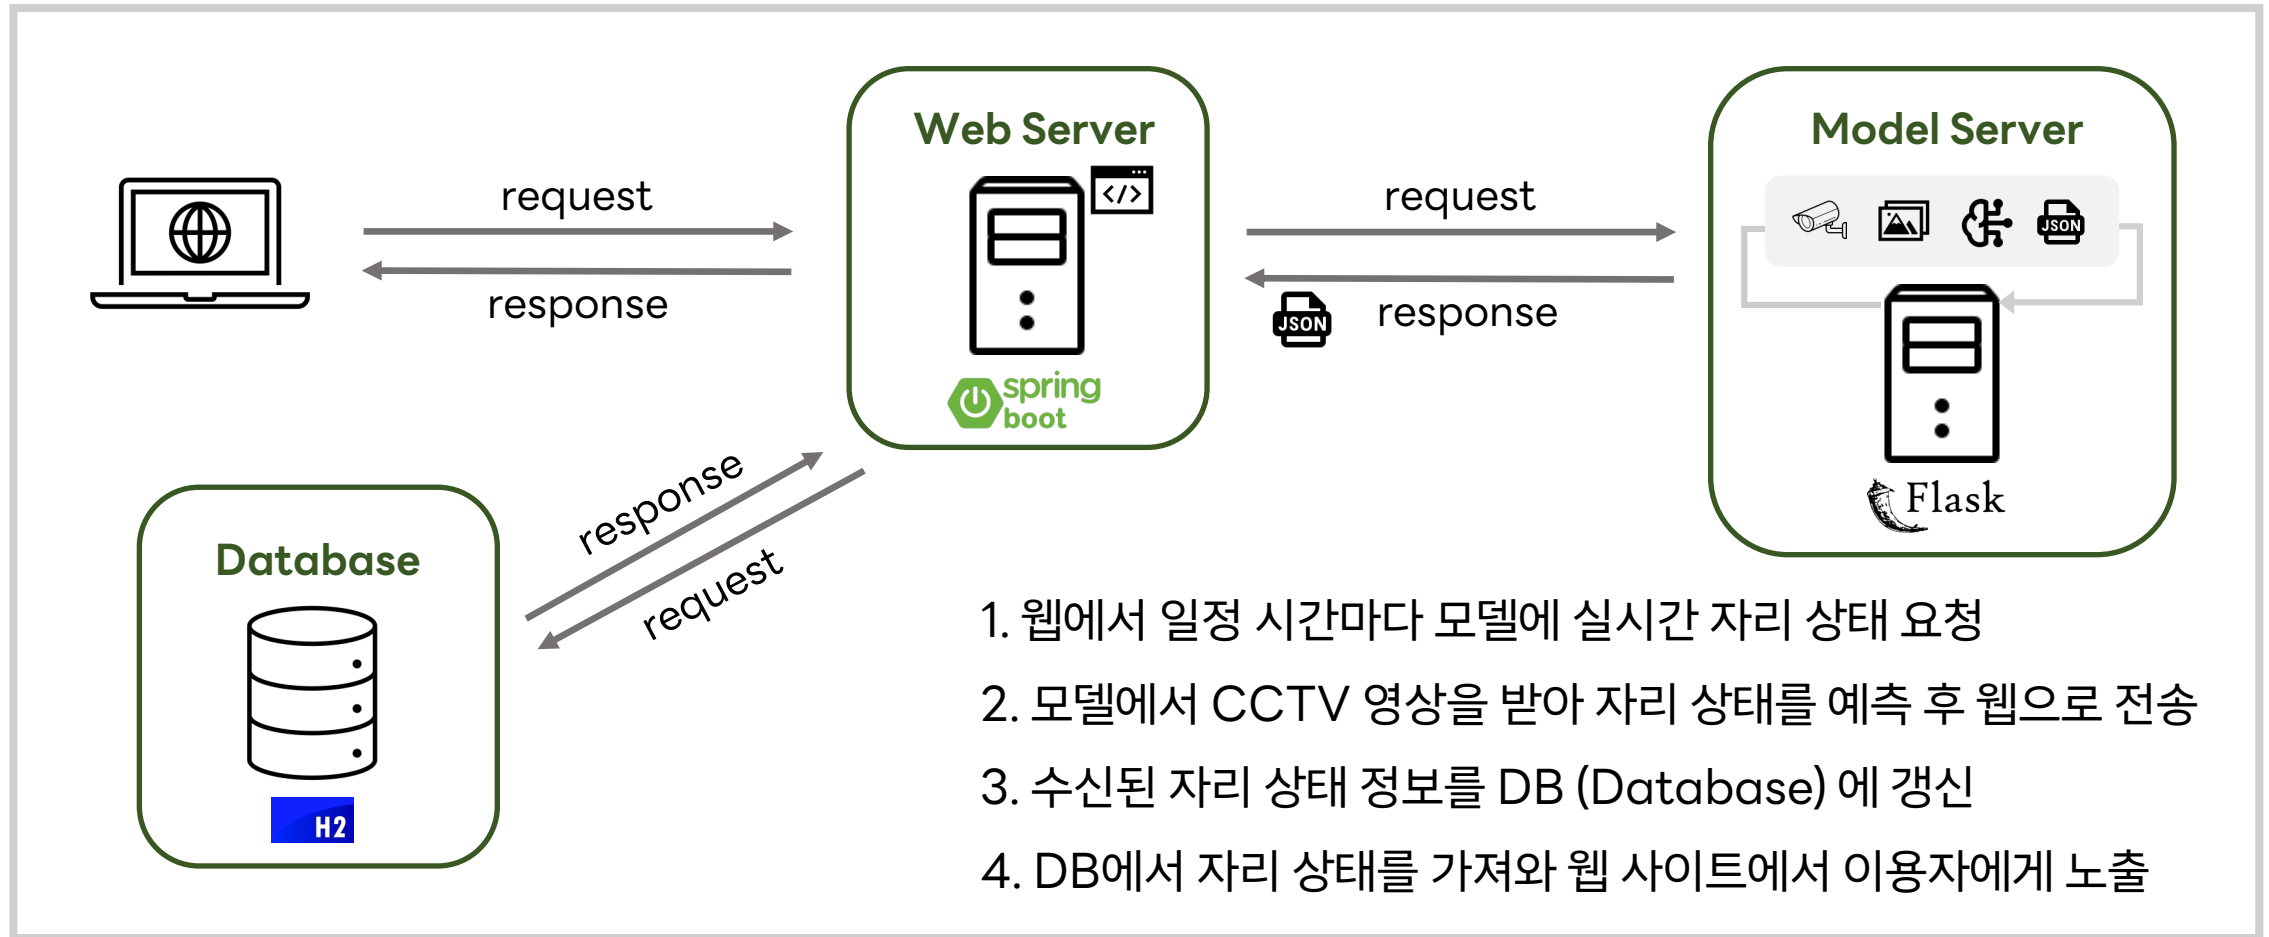 Web Server
</>
request
response
spring
boot
request
JSON
response
Model Server
JSON
Flask
response
request
Database
H2
1. 웹에서 일정 시간마다 모델에 실시간 자리 상태 요청
2. 모델에서 CCTV 영상을 받아 자리 상태를 예측 후 웹으로 전송
3. 수신된 자리 상태 정보를 DB (Database) 에 갱신
4. DB에서 자리 상태를 가져와 웹 사이트에서 이용자에게 노출